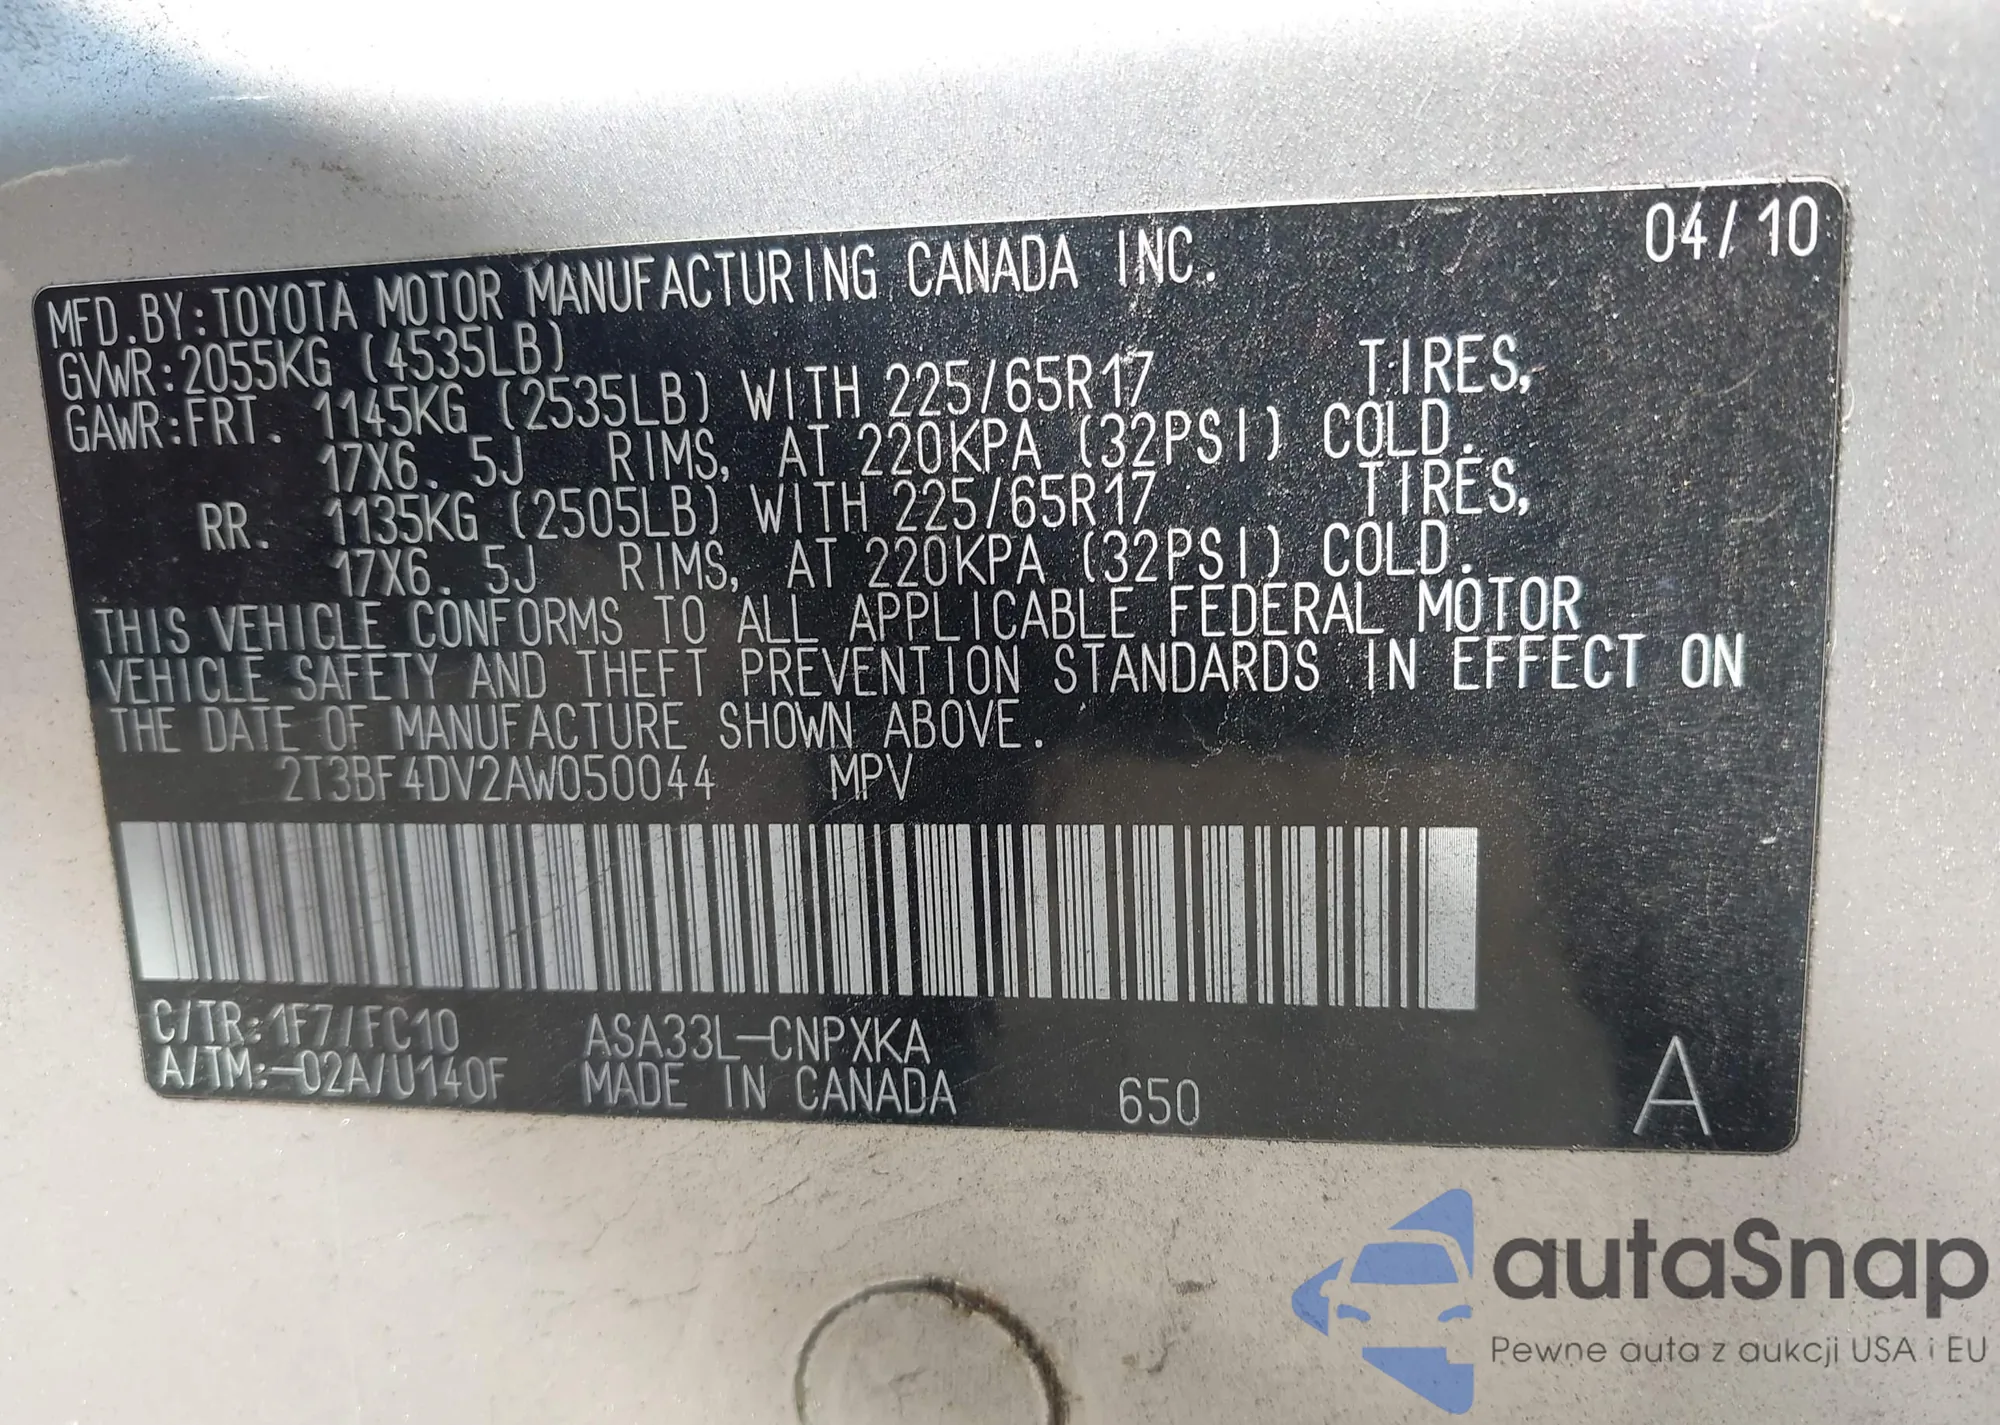 04/10
MFD.BY:TOYOTA MOTOR MANUFACTURING CANADA INC.
GVWR:2055KG (4535LB)
GAWR:FRT. 1145KG (2535LB) WITH 225/65R17 TIRES,
17X6. 5J RIMS, AT 220KPA (32PSI) COLD.
RR. 1135KG (2505LB) WITH 225/65R17 TIRES,
17X6. 5J RIMS, AT 220KPA (32PSI) COLD.
THIS VEHICLE CONFORMS TO ALL APPLICABLE FEDERAL MOTOR
VEHICLE SAFETY AND THEFT PREVENTION STANDARDS IN EFFECT ON
THE DATE OF MANUFACTURE SHOWN ABOVE.
2T3BF4DV2AW050044 MPV
C/TR:1F7/FC10 ASA33L-CNPXKA
A/TM:-02A/U140F MADE IN CANADA 650 A
autaSnap
Pewne auta z aukcji USA i EU